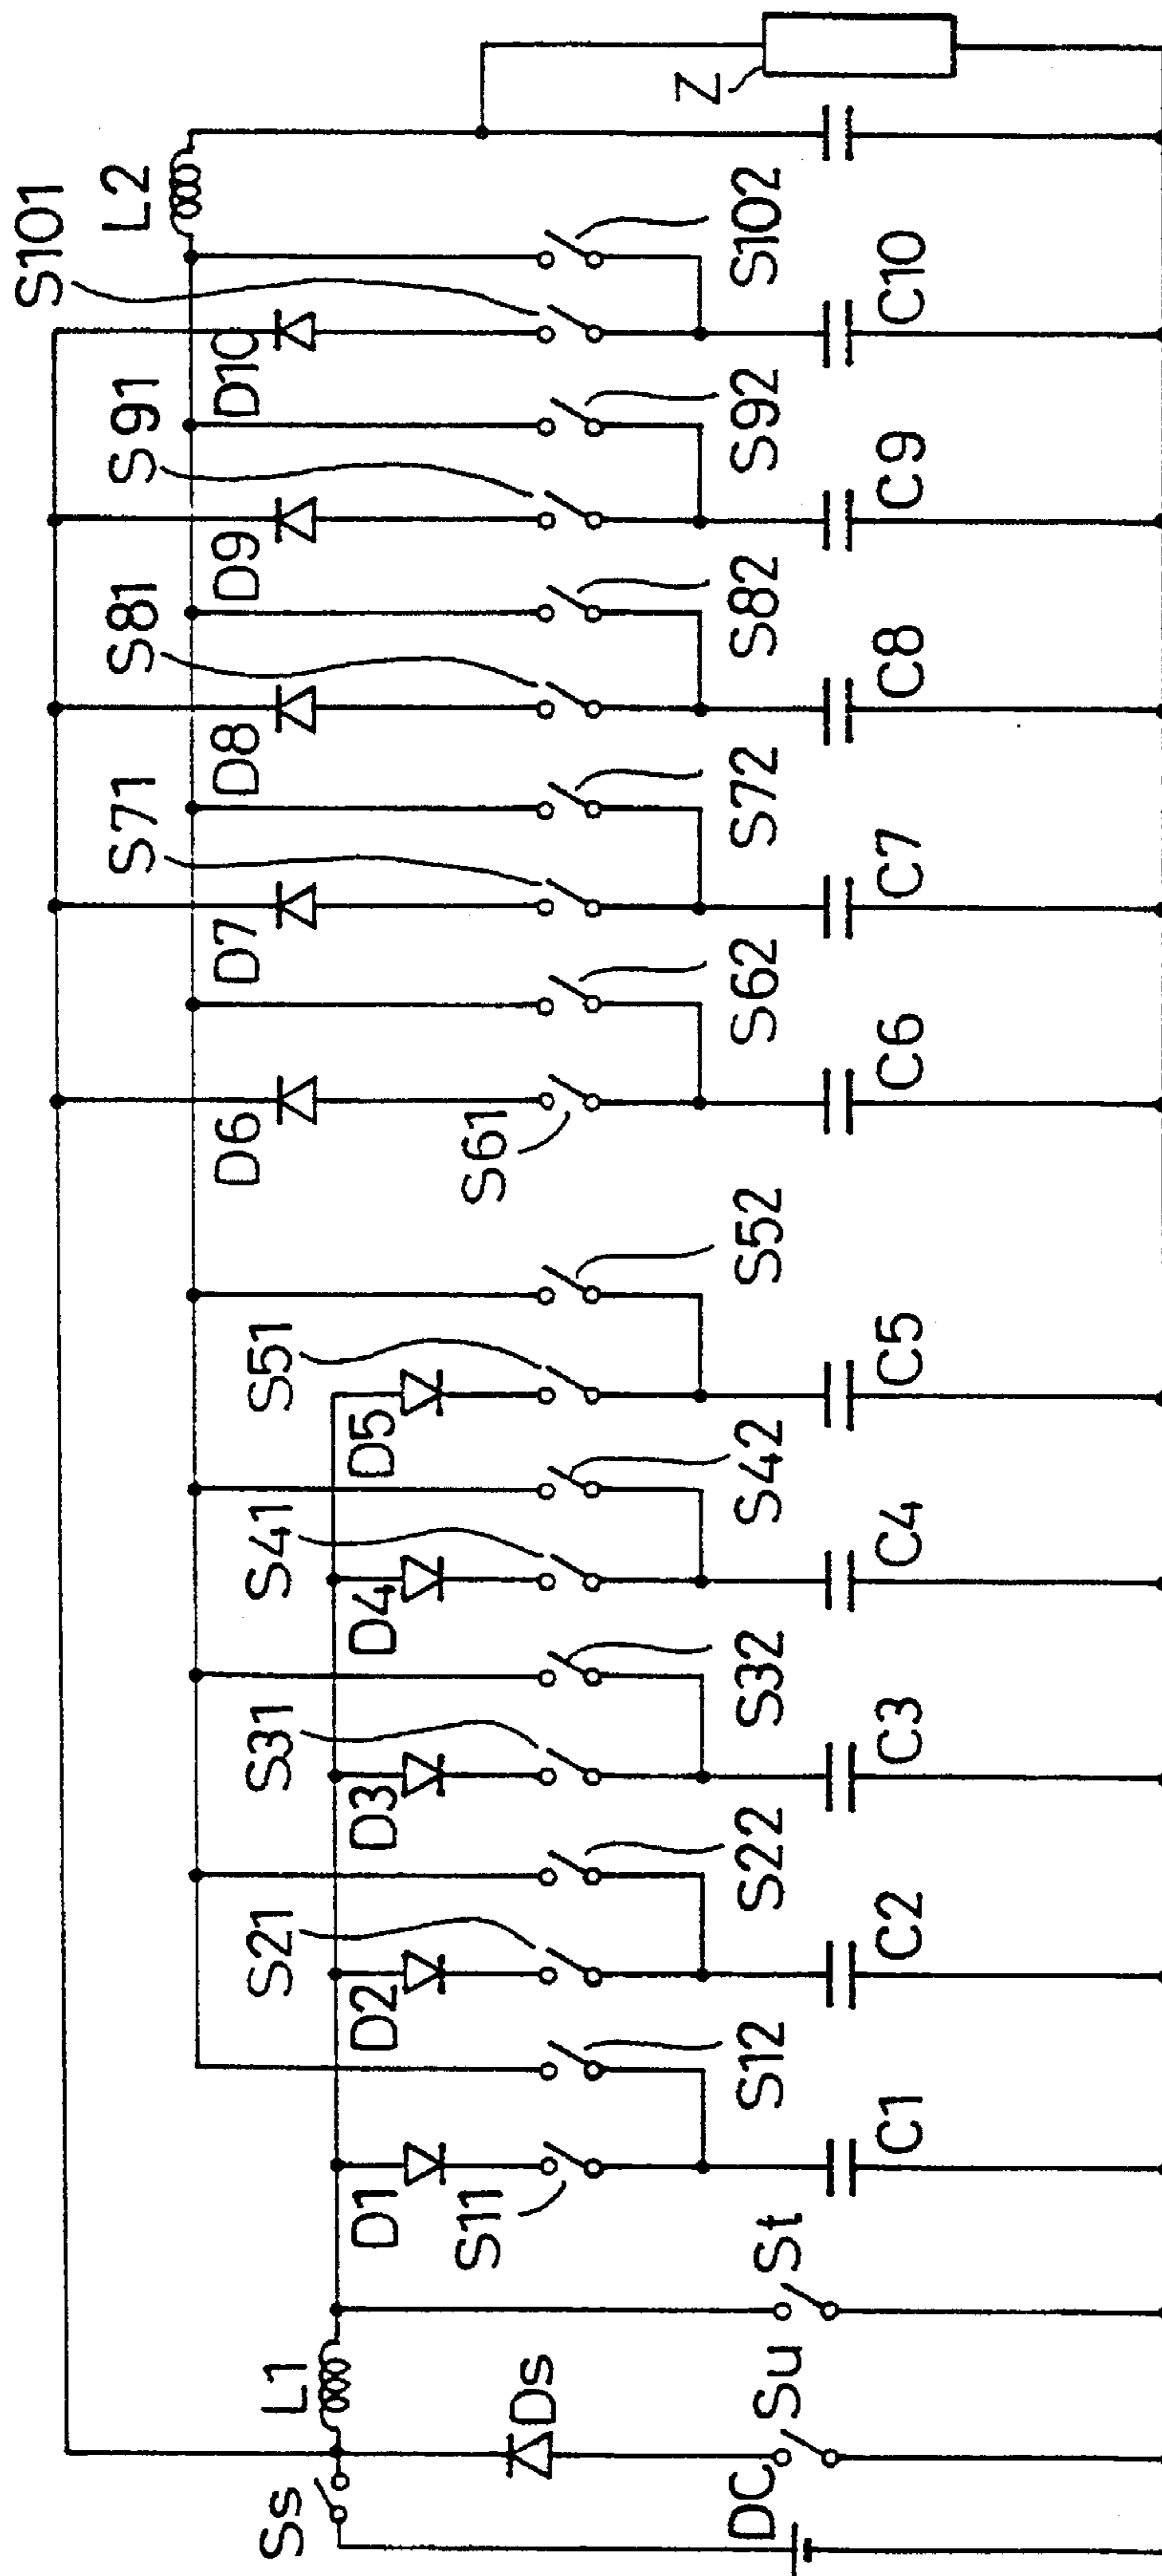 S101
S71
S81
S91
L2
D6
D7
D8
D9
D10
Ss
L1
S21
S31
S41
S51
D1
D2
D3
D4
D5
S11
S61
Ds
Z
DC
Su
St
S12
S22
S32
S42
S52
S62
S72
S82
S92
S102
C1
C2
C3
C4
C5
C6
C7
C8
C9
C10